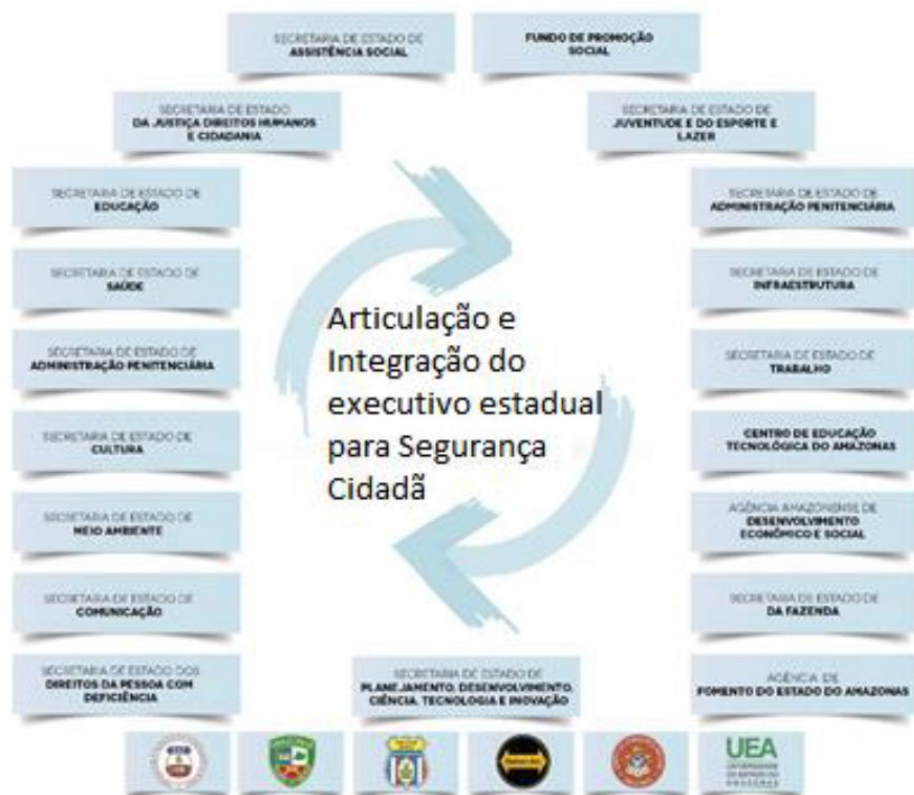 SECRETARIA DE ESTADO DE
ASSISTÊNCIA SOCIAL
FUNDO DE PROMOÇÃO
SOCIAL
SECRETARIA DE ESTADO
DA JUSTIÇA DIREITOS HUMANOS
E CIDADANIA
SECRETARIA DE ESTADO DE
JUVENTUDE E DO ESPORTE E
LAZER
SECRETARIA DE ESTADO DE
EDUCAÇÃO
SECRETARIA DE ESTADO DE
ADMINISTRAÇÃO PENITENCIÁRIA
SECRETARIA DE ESTADO DE
SAÚDE
SECRETARIA DE ESTADO DE
INFRAESTRUTURA
Articulação e
Integração do
executivo estadual
para Segurança
Cidadã
SECRETARIA DE ESTADO DE
ADMINISTRAÇÃO PENITENCIÁRIA
SECRETARIA DE ESTADO DE
TRABALHO
SECRETARIA DE ESTADO DE
CULTURA
CENTRO DE EDUCAÇÃO
TECNOLÓGICA DO AMAZONAS
SECRETARIA DE ESTADO DE
MEIO AMBIENTE
AGÊNCIA AMAZONENSE DE
DESENVOLVIMENTO
ECONÔMICO E SOCIAL
SECRETARIA DE ESTADO DE
COMUNICAÇÃO
SECRETARIA DE ESTADO DE
DA FAZENDA
SECRETARIA DE ESTADO DOS
DIREITOS DA PESSOA COM
DEFICIÊNCIA
SECRETARIA DE ESTADO DE
PLANEJAMENTO, DESENVOLVIMENTO,
CIÊNCIA, TECNOLOGIA E INOVAÇÃO
AGÊNCIA DE
FOMENTO DO ESTADO DO AMAZONAS
UEA
UNIVERSIDADE
DO ESTADO DO
AMAZONAS